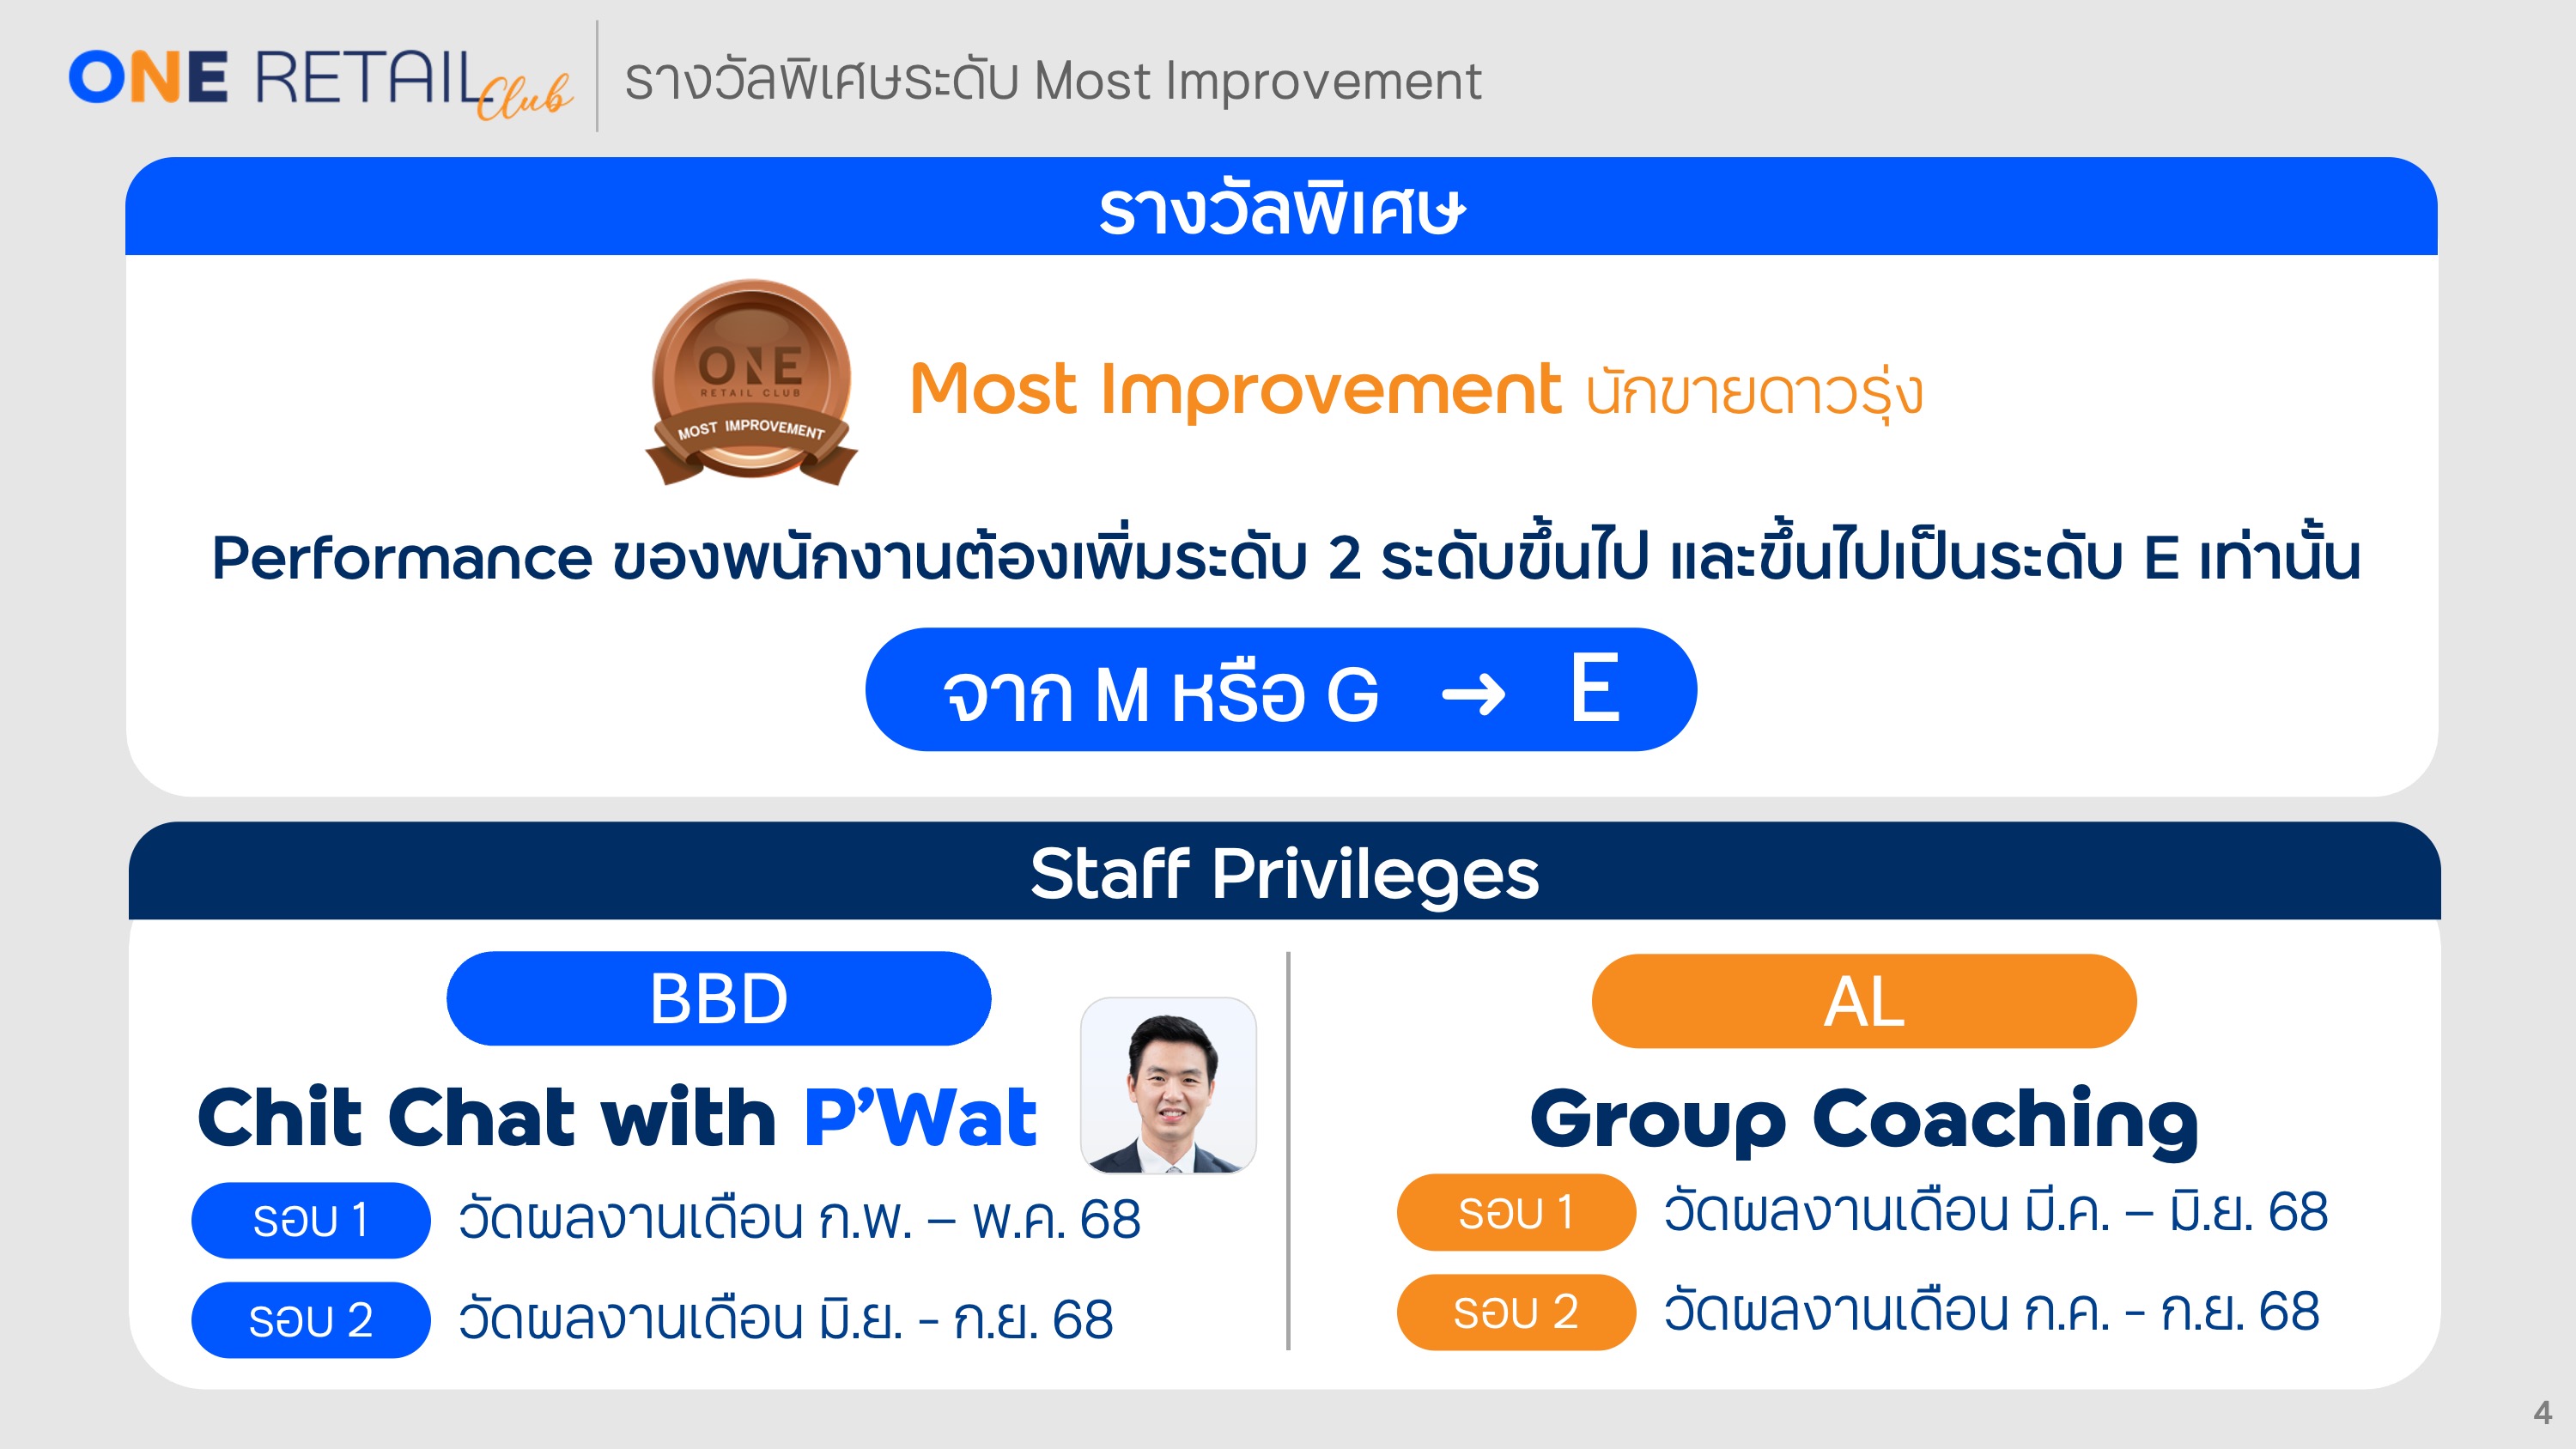 ONE RETAIL Club
รางวัลพิเศษระดับ Most Improvement
รางวัลพิเศษ
ONE
RETAIL CLUB
MOST IMPROVEMENT
Most Improvement นักขายดาวรุ่ง
Performance ของพนักงานต้องเพิ่มระดับ 2 ระดับขึ้นไป และขึ้นไปเป็นระดับ E เท่านั้น
จาก M หรือ G → E
Staff Privileges
BBD
Chit Chat with P’Wat
รอบ 1 วัดผลงานเดือน ก.พ. – พ.ค. 68
รอบ 2 วัดผลงานเดือน มิ.ย. - ก.ย. 68
AL
Group Coaching
รอบ 1 วัดผลงานเดือน มี.ค. – มิ.ย. 68
รอบ 2 วัดผลงานเดือน ก.ค. - ก.ย. 68
4